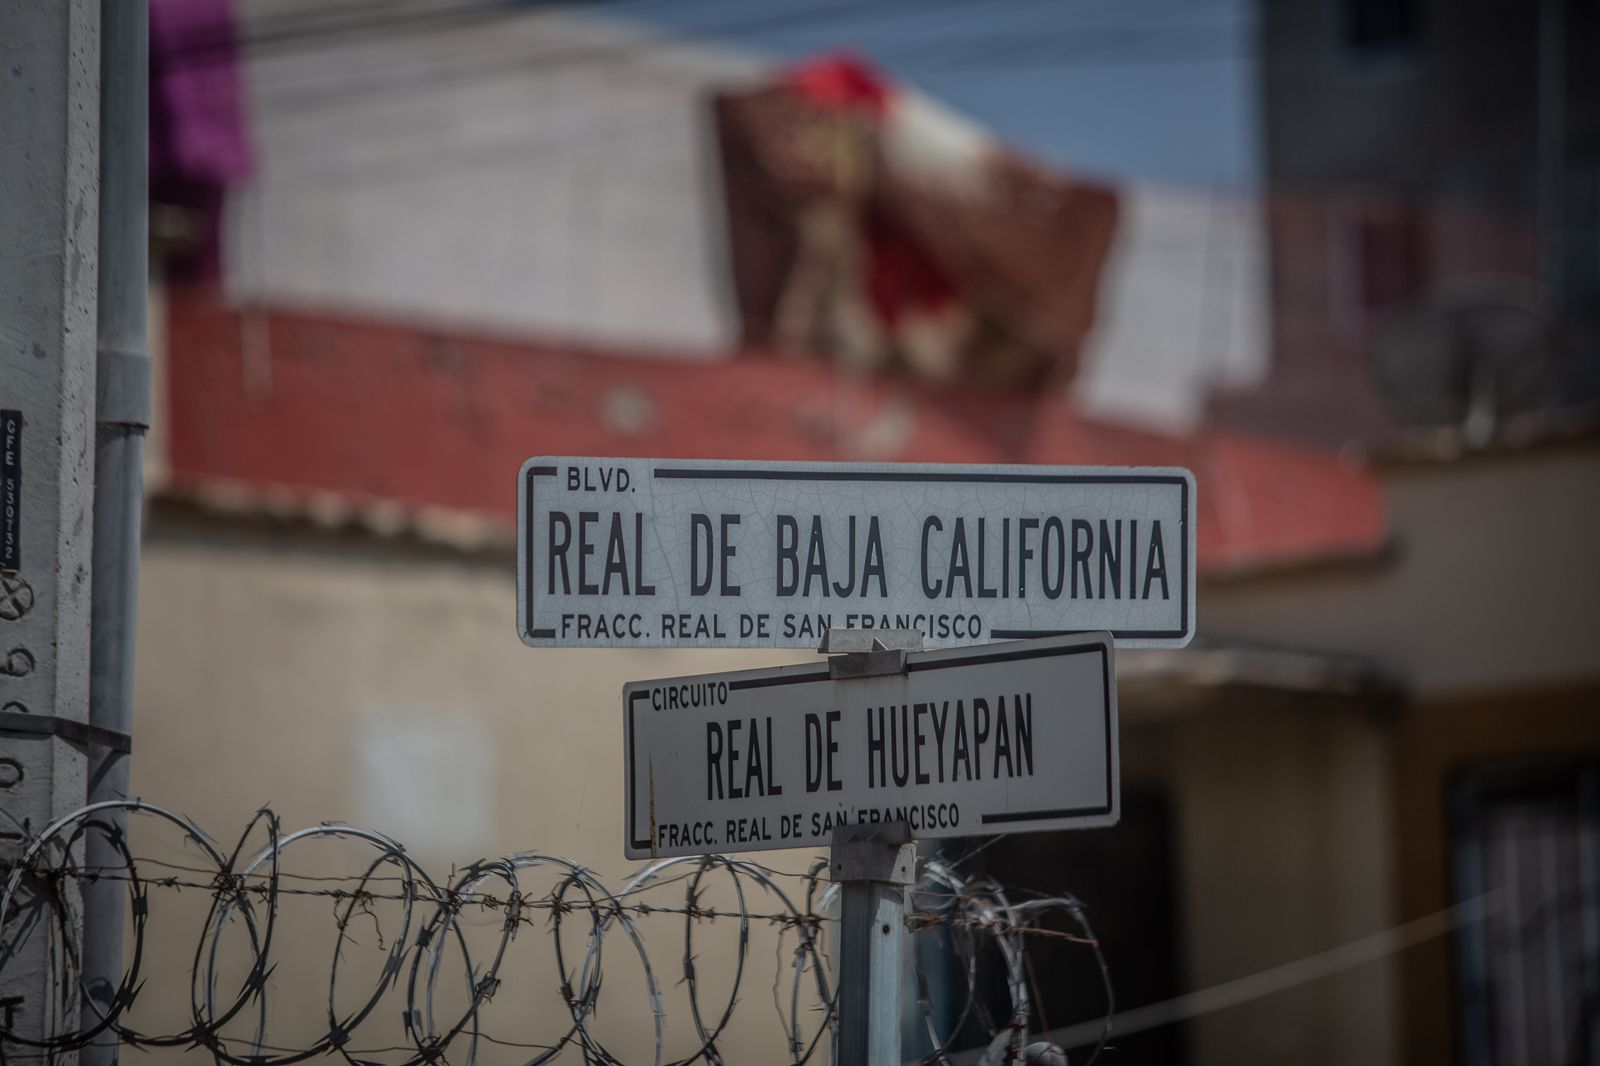 BLVD.
REAL DE BAJA CALIFORNIA
FRACC. REAL DE SAN FRANCISCO
CIRCUITO
REAL DE HUEYAPAN
FRACC. REAL DE SAN FRANCISCO
CFE